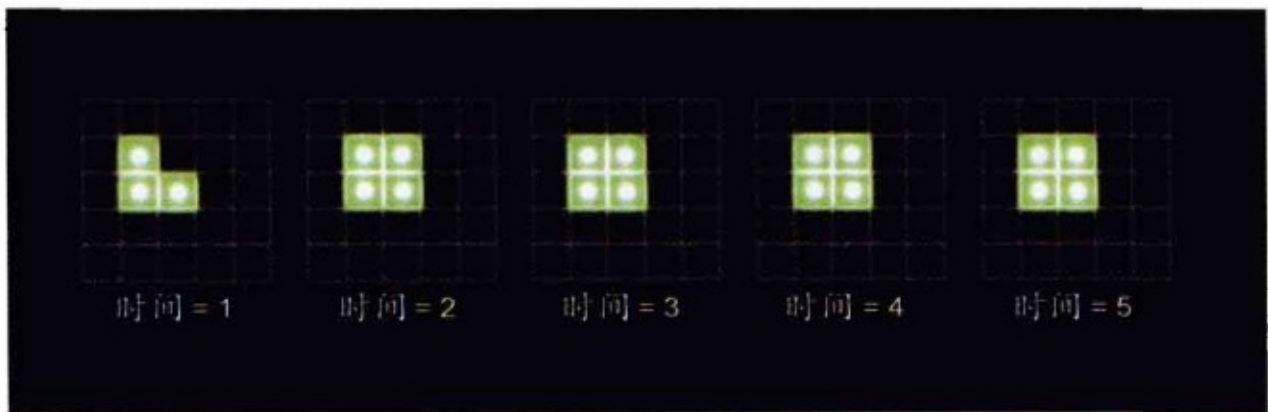 时间 = 1
时间 = 2
时间 = 3
时间 = 4
时间 = 5